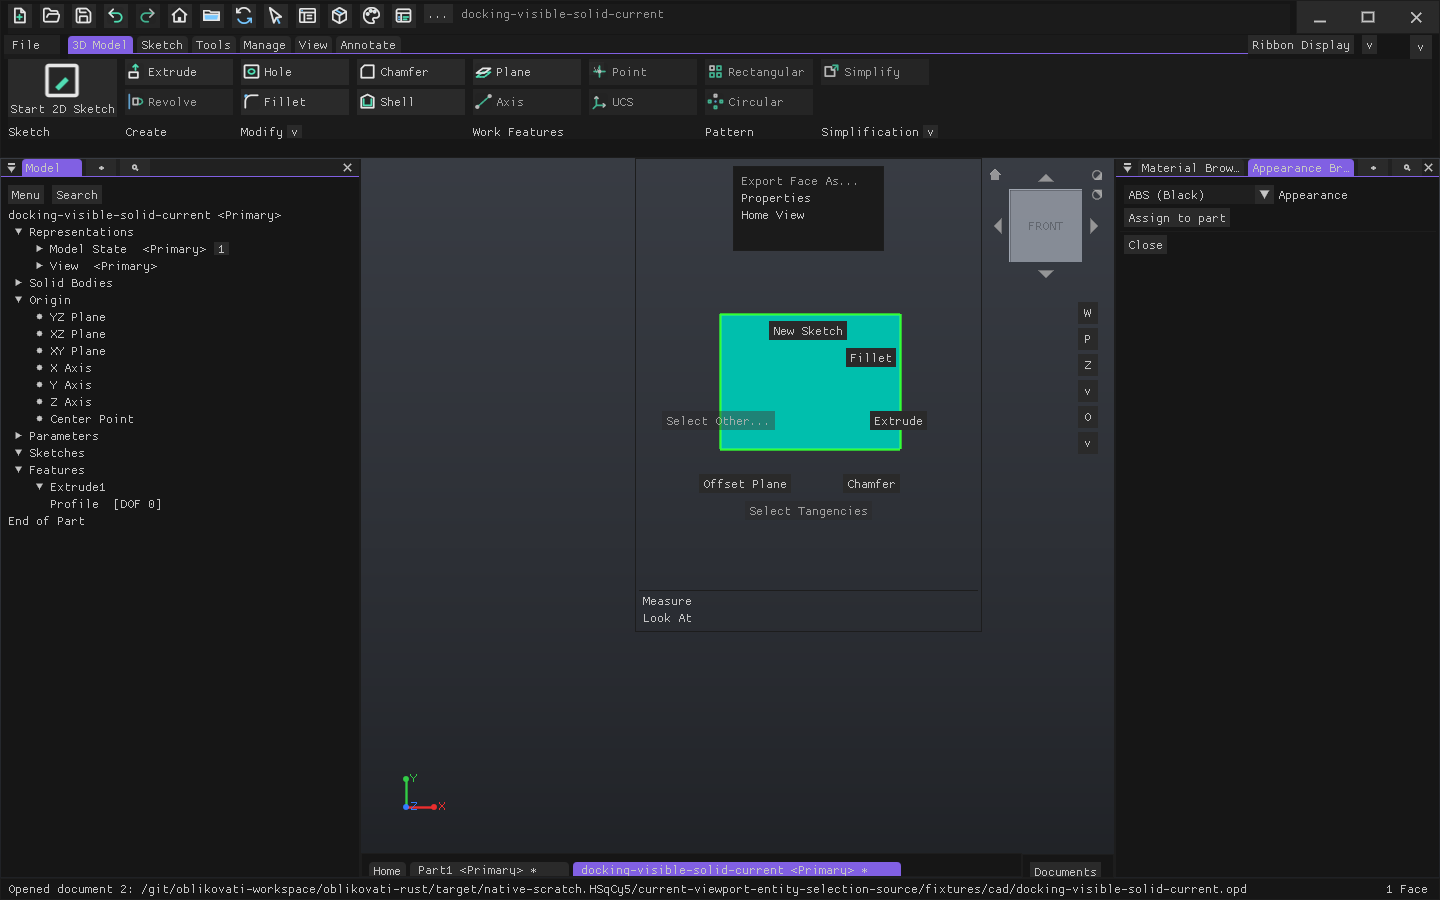 ... docking-visible-solid-current
File 3D Model Sketch Tools Manage View Annotate Ribbon Display v v
Start 2D Sketch
Extrude Hole Chamfer Plane Point Rectangular Simplify
Revolve Fillet Shell Axis UCS Circular
Sketch Create Modify v Work Features Pattern Simplification v
Model
Menu Search
docking-visible-solid-current <Primary>
Representations
Model State <Primary> 1
View <Primary>
Solid Bodies
Origin
YZ Plane
XZ Plane
XY Plane
X Axis
Y Axis
Z Axis
Center Point
Parameters
Sketches
Features
Extrude1
Profile [DOF 0]
End of Part
Export Face As...
Properties
Home View
New Sketch
Fillet
Select Other...
Extrude
Offset Plane
Chamfer
Select Tangencies
Measure
Look At
FRONT
W
P
Z
v
O
v
Y
Z
X
Material Brow…
Appearance Br…
ABS (Black) Appearance
Assign to part
Close
Home Part1 <Primary> * docking-visible-solid-current <Primary> * Documents
Opened document 2: /git/oblikovati-workspace/oblikovati-rust/target/native-scratch.HSqCy5/current-viewport-entity-selection-source/fixtures/cad/docking-visible-solid-current.opd 1 Face